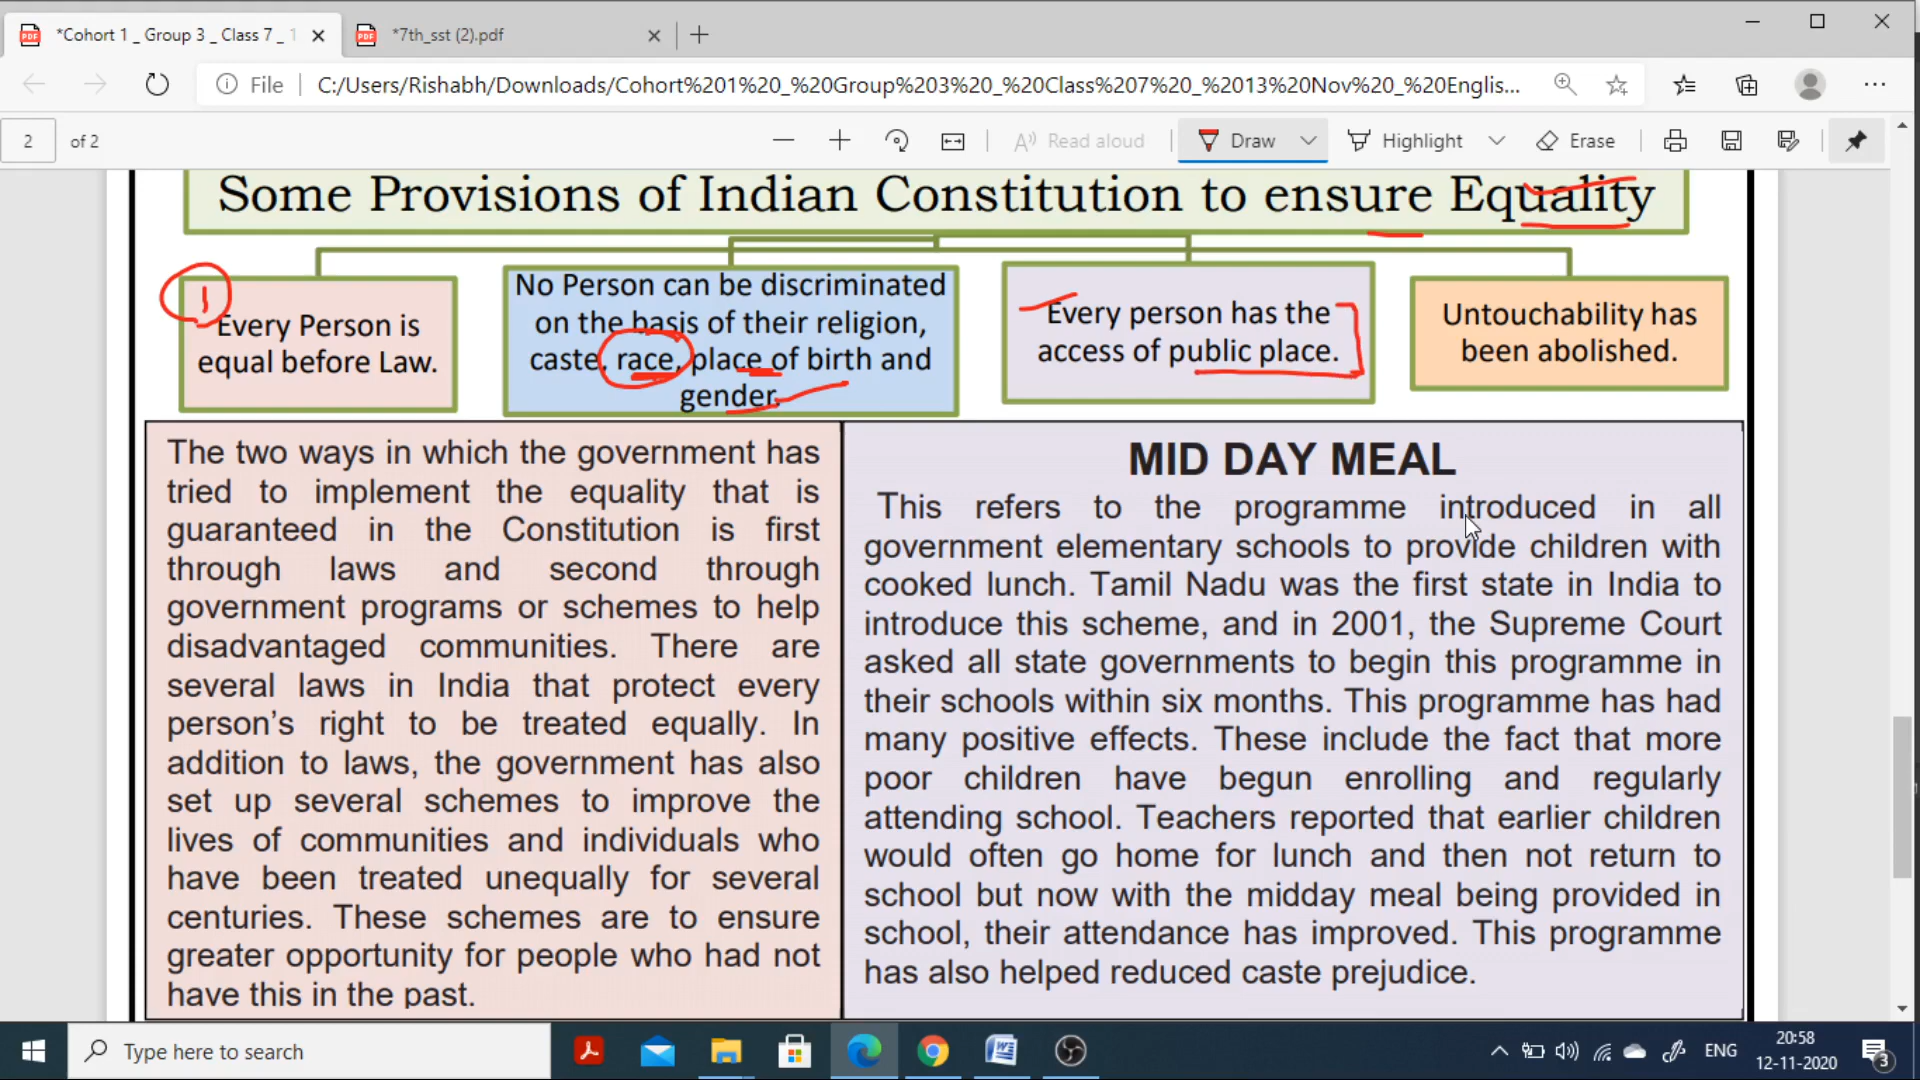 *Cohort 1 _ Group 3 _ Class 7 _ 1
*7th_sst (2).pdf
File
C:/Users/Rishabh/Downloads/Cohort%201%20_%20Group%203%20_%20Class%207%20_%2013%20Nov%20_%20Englis...
2 of 2
Read aloud
Draw
Highlight
Erase
Some Provisions of Indian Constitution to ensure Equality
1
Every Person is
equal before Law.
No Person can be discriminated
on the basis of their religion,
caste, race, place of birth and
gender.
Every person has the
access of public place.
Untouchability has
been abolished.
The two ways in which the government has
tried to implement the equality that is
guaranteed in the Constitution is first
through laws and second through
government programs or schemes to help
disadvantaged communities. There are
several laws in India that protect every
person’s right to be treated equally. In
addition to laws, the government has also
set up several schemes to improve the
lives of communities and individuals who
have been treated unequally for several
centuries. These schemes are to ensure
greater opportunity for people who had not
have this in the past.
MID DAY MEAL
This refers to the programme introduced in all
government elementary schools to provide children with
cooked lunch. Tamil Nadu was the first state in India to
introduce this scheme, and in 2001, the Supreme Court
asked all state governments to begin this programme in
their schools within six months. This programme has had
many positive effects. These include the fact that more
poor children have begun enrolling and regularly
attending school. Teachers reported that earlier children
would often go home for lunch and then not return to
school but now with the midday meal being provided in
school, their attendance has improved. This programme
has also helped reduced caste prejudice.
Type here to search
ENG
20:58
12-11-2020
3